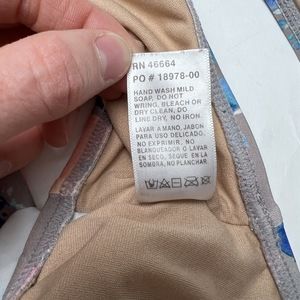 RN 46664
PO # 18978-00
HAND WASH MILD
SOAP, DO NOT
WRING, BLEACH OR
DRY CLEAN, DO
LINE DRY, NO IRON.
LAVAR A MANO, JABON
PARA USO DELICADO,
NO EXPRIMIR, NO
BLANQUEADOR O LAVAR
EN SECO, SEQUE EN LA
SOMBRA, NO PLANCHAR